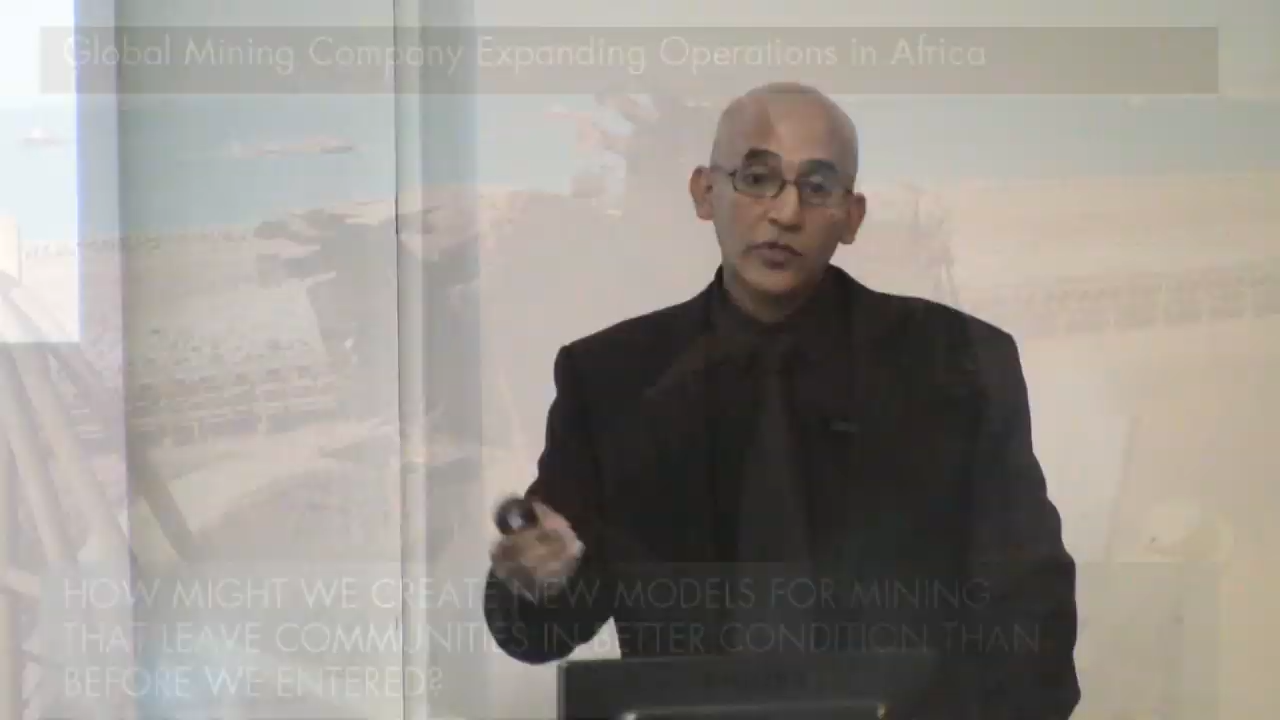 Global Mining Company Expanding Operations in Africa
HOW MIGHT WE CREATE NEW MODELS FOR MINING
THAT LEAVE COMMUNITIES IN BETTER CONDITION THAN
BEFORE WE ENTERED?